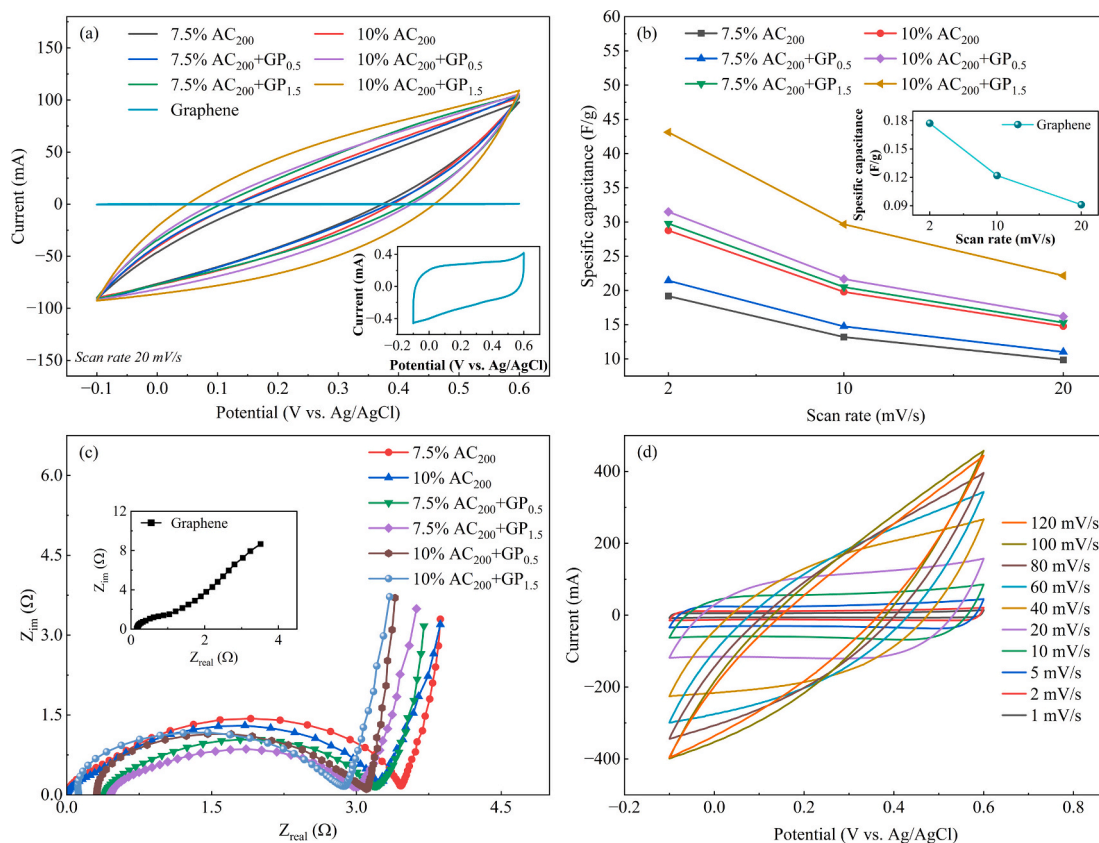 (a)
7.5% AC₂₀₀
10% AC₂₀₀
7.5% AC₂₀₀+GP₀.₅
10% AC₂₀₀+GP₀.₅
7.5% AC₂₀₀+GP₁.₅
10% AC₂₀₀+GP₁.₅
Graphene
Current (mA)
175
150
100
50
0
−50
−100
−150
Scan rate 20 mV/s
−0.1
0.0
0.1
0.2
0.3
0.4
0.5
0.6
Potential (V vs. Ag/AgCl)
Current (mA)
0.4
0.0
−0.4
−0.2
0.0
0.2
0.4
0.6
Potential (V vs. Ag/AgCl)
(b)
7.5% AC₂₀₀
10% AC₂₀₀
7.5% AC₂₀₀+GP₀.₅
10% AC₂₀₀+GP₀.₅
7.5% AC₂₀₀+GP₁.₅
10% AC₂₀₀+GP₁.₅
Spesific capacitance (F/g)
60
55
50
45
40
35
30
25
20
15
10
2
10
20
Scan rate (mV/s)
Graphene
Spesific capacitance
(F/g)
0.18
0.15
0.12
0.09
2
10
20
Scan rate (mV/s)
(c)
7.5% AC₂₀₀
10% AC₂₀₀
7.5% AC₂₀₀+GP₀.₅
7.5% AC₂₀₀+GP₁.₅
10% AC₂₀₀+GP₀.₅
10% AC₂₀₀+GP₁.₅
Z_im (Ω)
6.0
4.5
3.0
1.5
0.0
0.0
1.5
3.0
4.5
Z_real (Ω)
Graphene
Z_im (Ω)
12
8
4
0
0
2
4
Z_real (Ω)
(d)
Current (mA)
400
200
0
−200
−400
−0.2
0.0
0.2
0.4
0.6
0.8
Potential (V vs. Ag/AgCl)
120 mV/s
100 mV/s
80 mV/s
60 mV/s
40 mV/s
20 mV/s
10 mV/s
5 mV/s
2 mV/s
1 mV/s